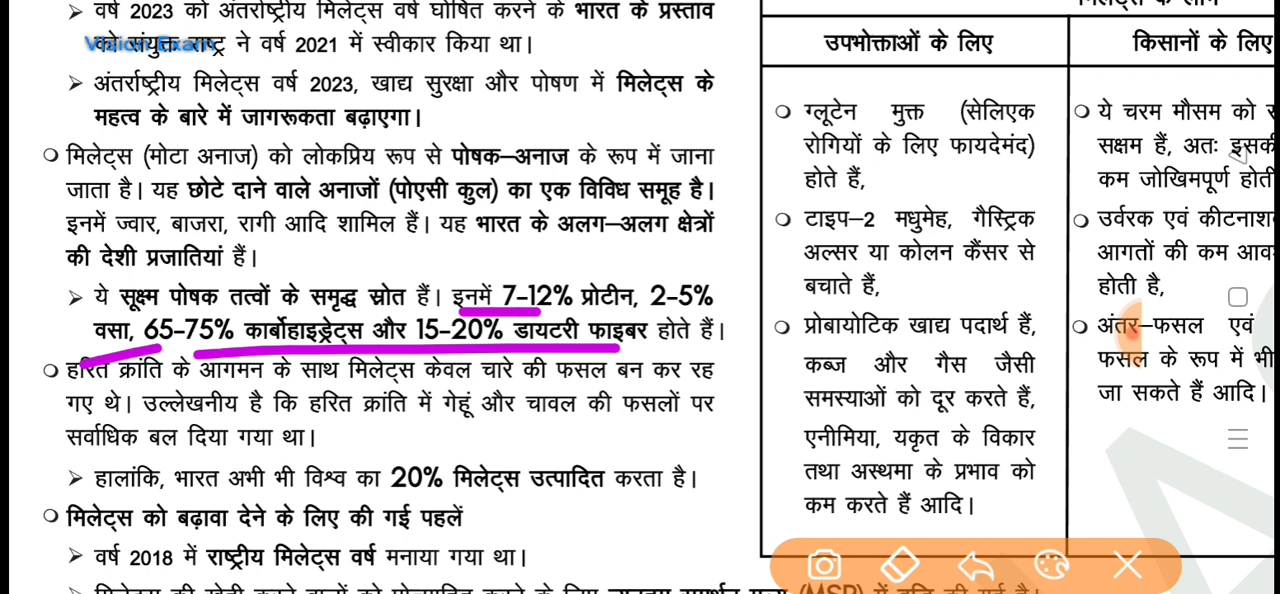 वर्ष 2023 को अंतर्राष्ट्रीय मिलेट्स वर्ष घोषित करने के भारत के प्रस्ताव
को संयुक्त राष्ट्र ने वर्ष 2021 में स्वीकार किया था।
Vision Exam
➢ अंतर्राष्ट्रीय मिलेट्स वर्ष 2023, खाद्य सुरक्षा और पोषण में मिलेट्स के
महत्व के बारे में जागरूकता बढ़ाएगा।
○ मिलेट्स (मोटा अनाज) को लोकप्रिय रूप से पोषक–अनाज के रूप में जाना
जाता है। यह छोटे दाने वाले अनाजों (पोएसी कुल) का एक विविध समूह है।
इनमें ज्वार, बाजरा, रागी आदि शामिल हैं। यह भारत के अलग–अलग क्षेत्रों
की देशी प्रजातियां हैं।
➢ ये सूक्ष्म पोषक तत्वों के समृद्ध स्रोत हैं। इनमें 7–12% प्रोटीन, 2–5%
वसा, 65–75% कार्बोहाइड्रेट्स और 15–20% डायटरी फाइबर होते हैं।
○ हरित क्रांति के आगमन के साथ मिलेट्स केवल चारे की फसल बन कर रह
गए थे। उल्लेखनीय है कि हरित क्रांति में गेहूं और चावल की फसलों पर
सर्वाधिक बल दिया गया था।
➢ हालांकि, भारत अभी भी विश्व का 20% मिलेट्स उत्पादित करता है।
○ मिलेट्स को बढ़ावा देने के लिए की गई पहलें
➢ वर्ष 2018 में राष्ट्रीय मिलेट्स वर्ष मनाया गया था।
उपभोक्ताओं के लिए
○ ग्लूटेन मुक्त (सेलिएक
रोगियों के लिए फायदेमंद)
होते हैं,
○ टाइप–2 मधुमेह, गैस्ट्रिक
अल्सर या कोलन कैंसर से
बचाते हैं,
○ प्रोबायोटिक खाद्य पदार्थ हैं,
कब्ज और गैस जैसी
समस्याओं को दूर करते हैं,
एनीमिया, यकृत के विकार
तथा अस्थमा के प्रभाव को
कम करते हैं आदि।
किसानों के लिए
○ ये चरम मौसम को
सक्षम हैं, अतः इसकी
कम जोखिमपूर्ण होती
○ उर्वरक एवं
आगतों की कम
होती है,
○ अंतर–फसल एवं
फसल के रूप में भी
जा सकते हैं आदि।